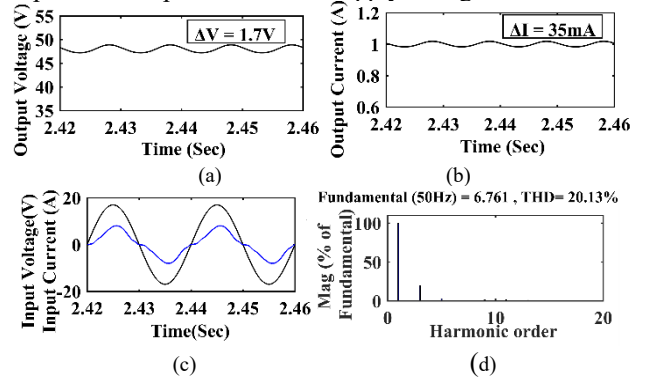 Output Voltage (V)
55
50
45
40
35
ΔV = 1.7V
2.42 2.43 2.44 2.45 2.46
Time (Sec)
(a)
Output Current (A)
1.2
1
0.8
0.6
ΔI = 35mA
2.42 2.43 2.44 2.45 2.46
Time (Sec)
(b)
Input Voltage(V)
Input Current (A)
20
0
-20
2.42 2.43 2.44 2.45 2.46
Time(Sec)
(c)
Fundamental (50Hz) = 6.761 , THD= 20.13%
Mag (% of
Fundamental)
100
50
0
0 10 20
Harmonic order
(d)